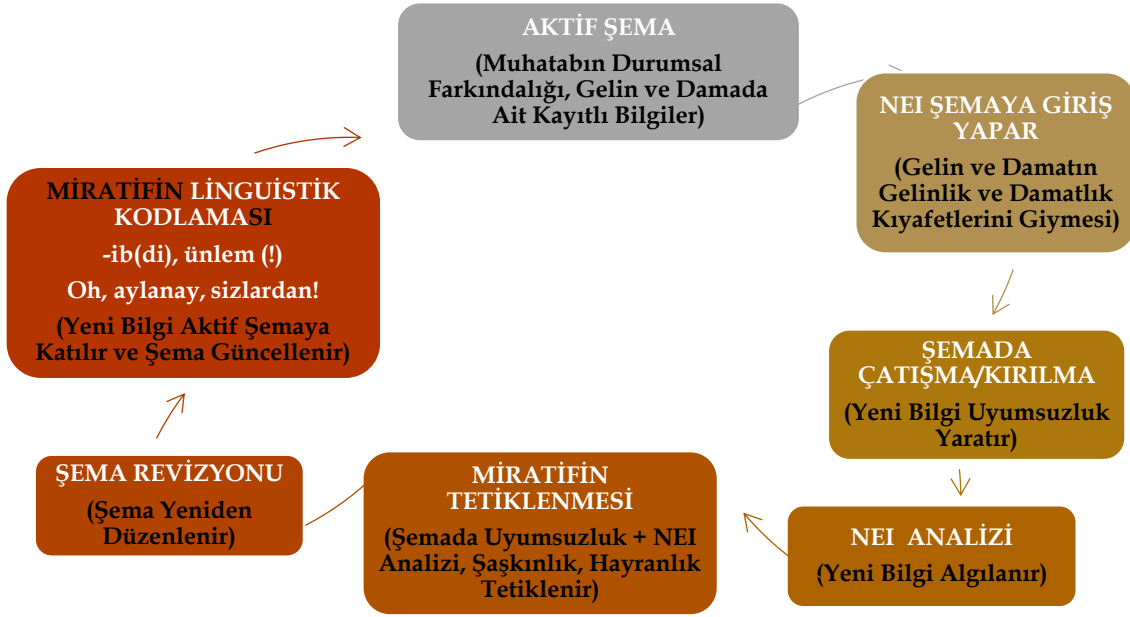 AKTİF ŞEMA
(Muhatabın Durumsal
Farkındalığı, Gelin ve Damada
Ait Kayıtlı Bilgiler)
NEI ŞEMAYA GİRİŞ
YAPAR
(Gelin ve Damatın
Gelinlik ve Damatlık
Kıyafetlerini Giymesi)
ŞEMADA
ÇATIŞMA/KIRILMA
(Yeni Bilgi Uyumsuzluk
Yaratır)
NEI ANALİZİ
(Yeni Bilgi Algılanır)
MİRATİFİN
TETİKLENMESİ
(Şemada Uyumsuzluk + NEI
Analizi, Şaşkınlık, Hayranlık
Tetiklenir)
ŞEMA REVİZYONU
(Şema Yeniden
Düzenlenir)
MİRATİFİN LİNGUİSTİK
KODLAMASI
-ib(di), ünlem (!)
Oh, aylanay, sizlardan!
(Yeni Bilgi Aktif Şemaya
Katılır ve Şema Güncellenir)